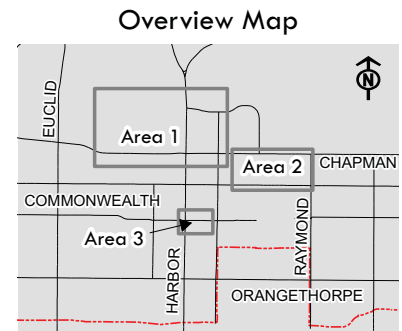 Overview Map
N
EUCLID
Area 1
Area 2
CHAPMAN
COMMONWEALTH
Area 3
HARBOR
RAYMOND
ORANGETHORPE